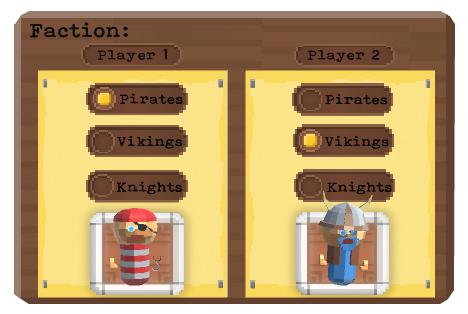 Faction:
Player 1
Player 2
Pirates
Vikings
Knights
Pirates
Vikings
Knights